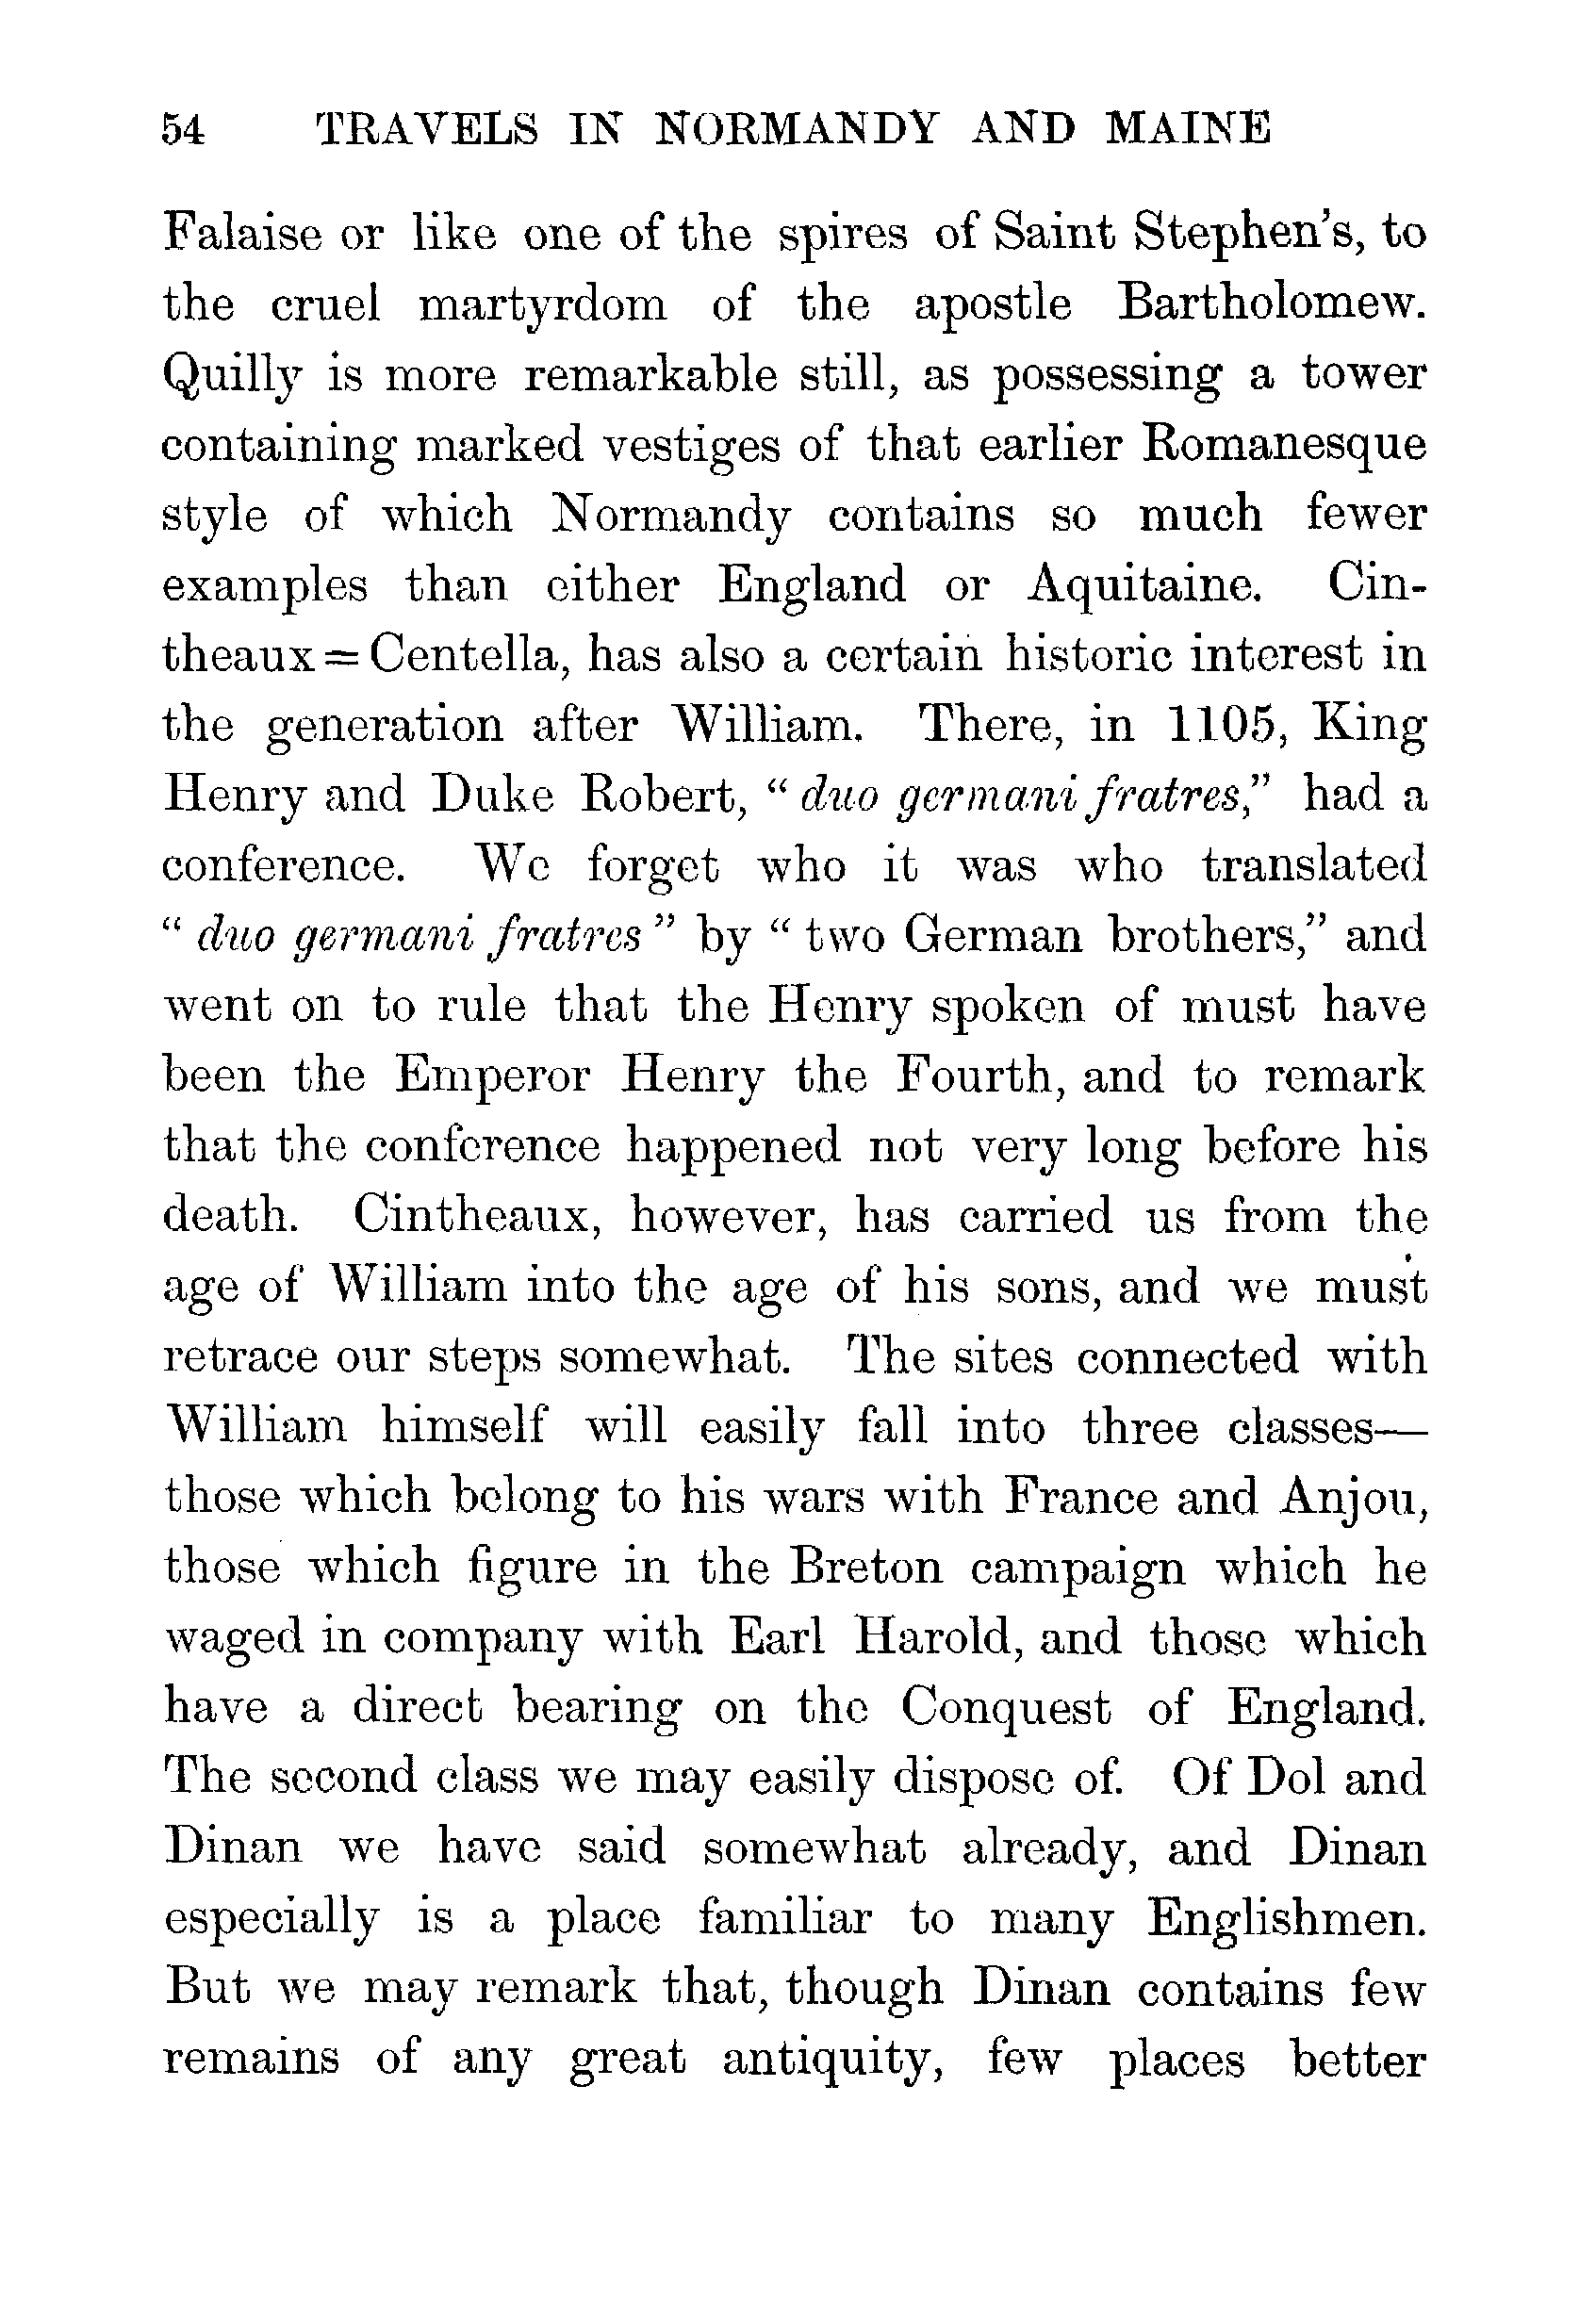 54 TRAVELS IN NORMANDY AND MAINE
Falaise or like one of the spires of Saint Stephen's, to
the cruel martyrdom of the apostle Bartholomew.
Quilly is more remarkable still, as possessing a tower
containing marked vestiges of that earlier Romanesque
style of which Normandy contains so much fewer
examples than either England or Aquitaine. Cin-
theaux = Centella, has also a certain historic interest in
the generation after William. There, in 1105, King
Henry and Duke Robert, “ duo germani fratres,” had a
conference. We forget who it was who translated
“ duo germani fratres ” by “ two German brothers,” and
went on to rule that the Henry spoken of must have
been the Emperor Henry the Fourth, and to remark
that the conference happened not very long before his
death. Cintheaux, however, has carried us from the
age of William into the age of his sons, and we must
retrace our steps somewhat. The sites connected with
William himself will easily fall into three classes—
those which belong to his wars with France and Anjou,
those which figure in the Breton campaign which he
waged in company with Earl Harold, and those which
have a direct bearing on the Conquest of England.
The second class we may easily dispose of. Of Dol and
Dinan we have said somewhat already, and Dinan
especially is a place familiar to many Englishmen.
But we may remark that, though Dinan contains few
remains of any great antiquity, few places better